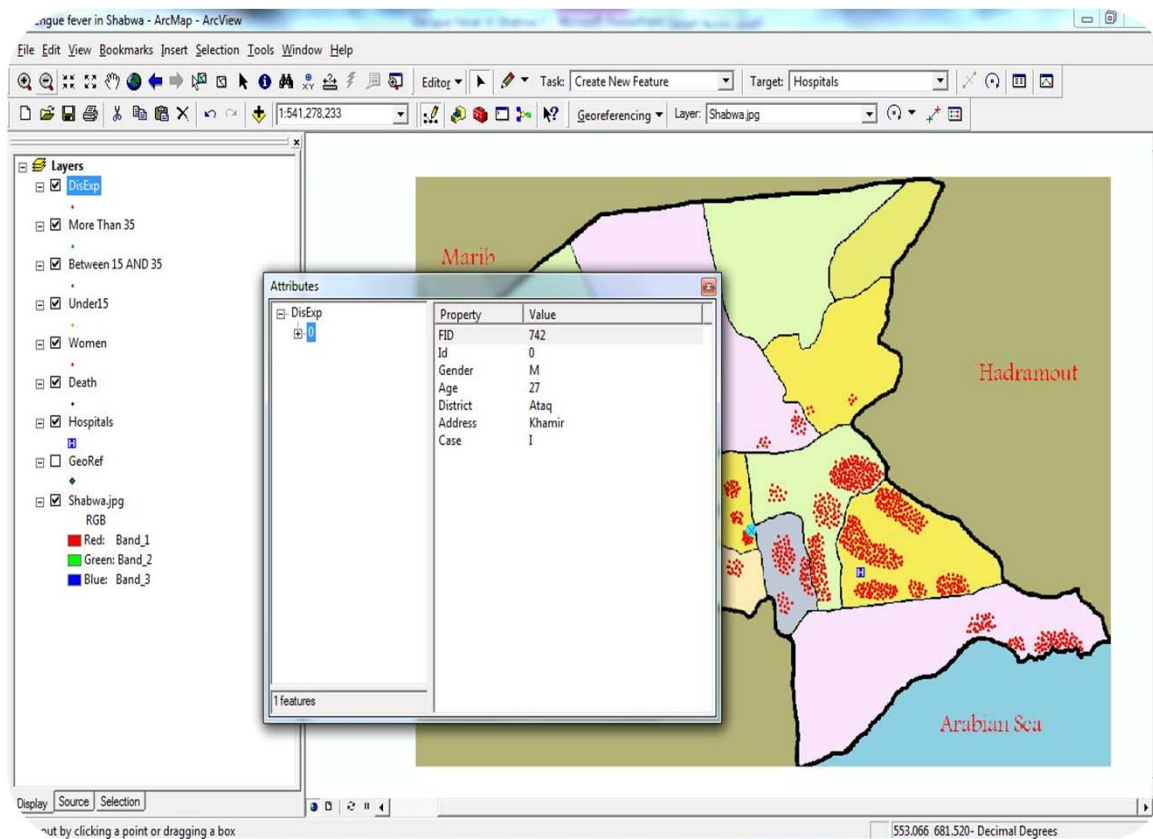 engue fever in Shabwa - ArcMap - ArcView
File Edit View Bookmarks Insert Selection Tools Window Help
Editor Task: Create New Feature Target: Hospitals
1:541,278,233 Georeferencing Layer: Shabwa.jpg
Layers
DisExp
More Than 35
Between 15 AND 35
Under15
Women
Death
Hospitals
H
GeoRef
Shabwa.jpg
RGB
Red: Band_1
Green: Band_2
Blue: Band_3
Marib
Hadramout
H
Arabian Sea
Attributes
DisExp
0
1 features
Property Value
FID 742
Id 0
Gender M
Age 27
District Ataq
Address Khamir
Case I
Display Source Selection
out by clicking a point or dragging a box
553.066 681.520- Decimal Degrees